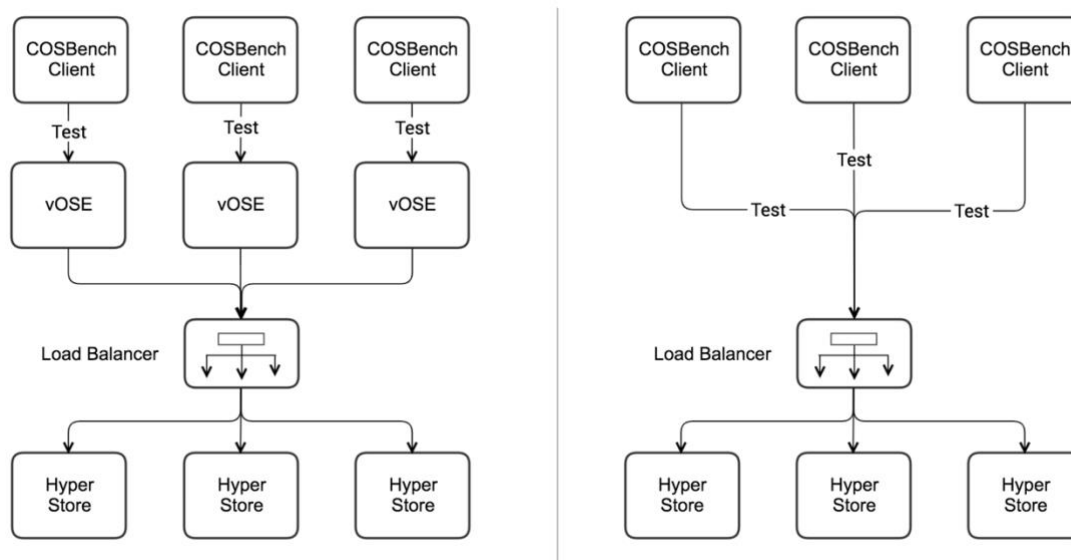 COSBench
Client
COSBench
Client
COSBench
Client
Test
Test
Test
vOSE
vOSE
vOSE
Load Balancer
Hyper
Store
Hyper
Store
Hyper
Store
COSBench
Client
COSBench
Client
COSBench
Client
Test
Test
Test
Load Balancer
Hyper
Store
Hyper
Store
Hyper
Store